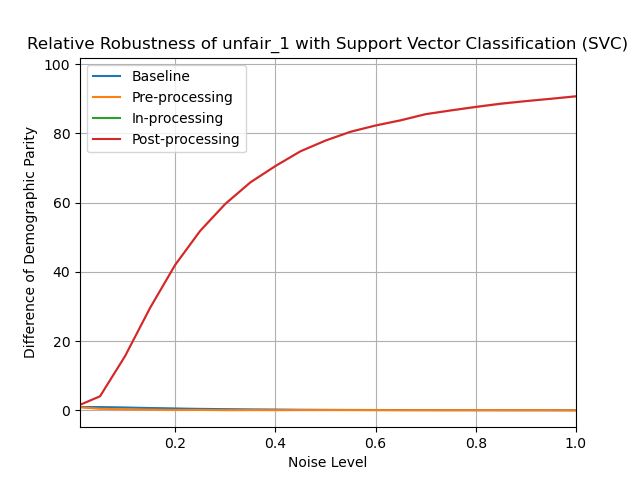 Relative Robustness of unfair_1 with Support Vector Classification (SVC)
100
80
60
40
20
0
Difference of Demographic Parity
Baseline
Pre-processing
In-processing
Post-processing
0.2
0.4
0.6
0.8
1.0
Noise Level